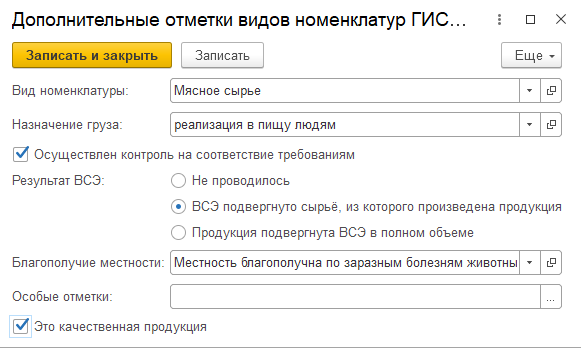 Дополнительные отметки видов номенклатур ГИС...
Записать и закрыть Записать Еще
Вид номенклатуры: Мясное сырье
Назначение груза: реализация в пищу людям
Осуществлен контроль на соответствие требованиям
Результат ВСЭ: Не проводилось
ВСЭ подвергнуто сырьё, из которого произведена продукция
Продукция подвергнута ВСЭ в полном объеме
Благополучие местности: Местность благополучна по заразным болезням животны
Особые отметки: ...
Это качественная продукция